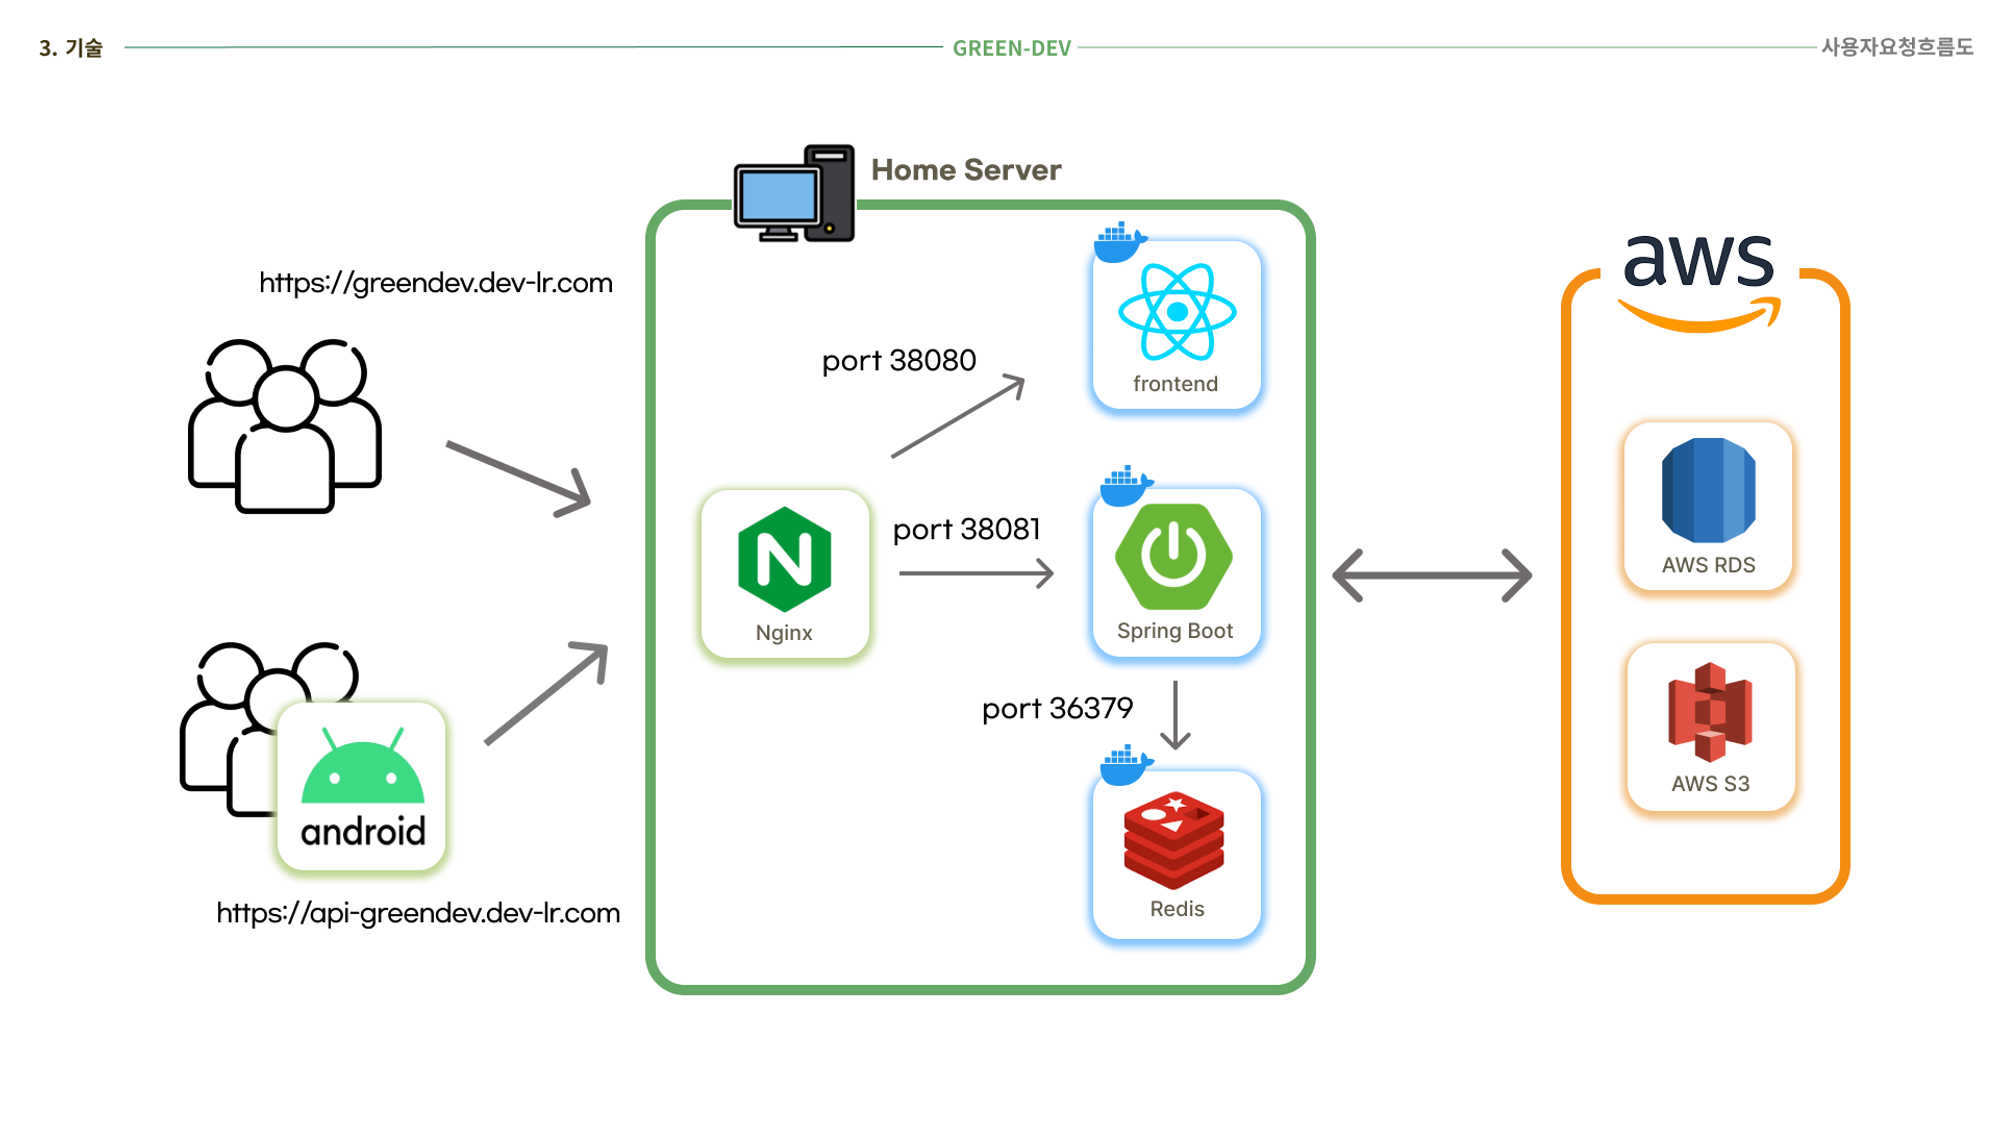 3. 기술
GREEN-DEV
사용자요청흐름도
Home Server
https://greendev.dev-lr.com
port 38080
frontend
aws
port 38081
Nginx
Spring Boot
AWS RDS
port 36379
AWS S3
android
Redis
https://api-greendev.dev-lr.com